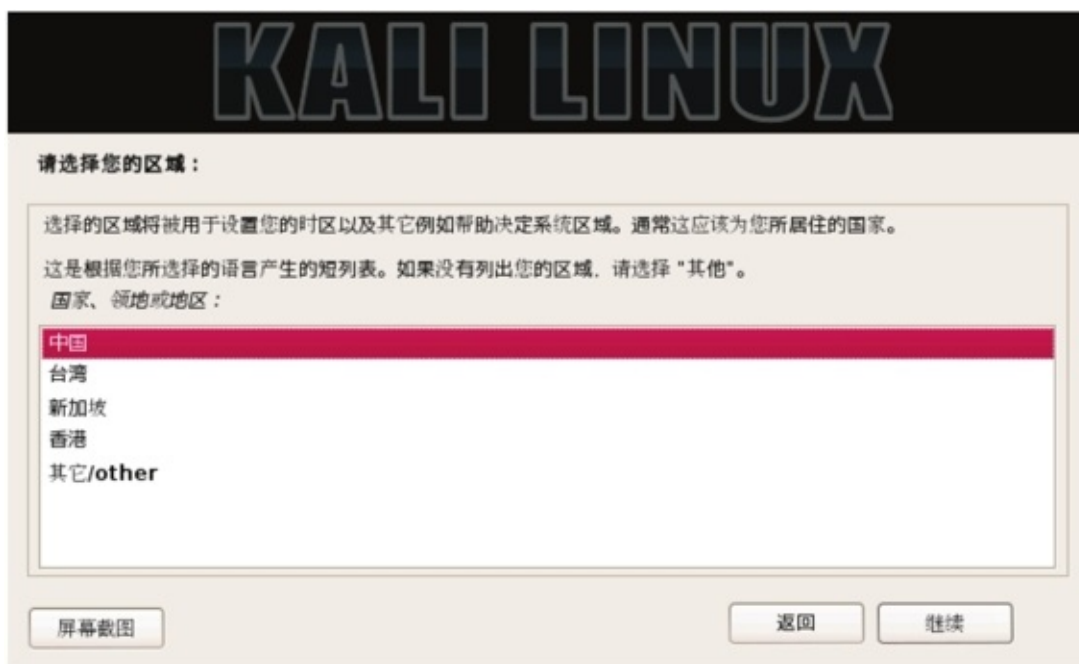 KALI LINUX
请选择您的区域：
选择的区域将被用于设置您的时区以及其它例如帮助决定系统区域。通常这应该为您所居住的国家。
这是根据您所选择的语言产生的短列表。如果没有列出您的区域，请选择 "其他"。
国家、领地或地区：
中国
台湾
新加坡
香港
其它/other
屏幕截图
返回
继续